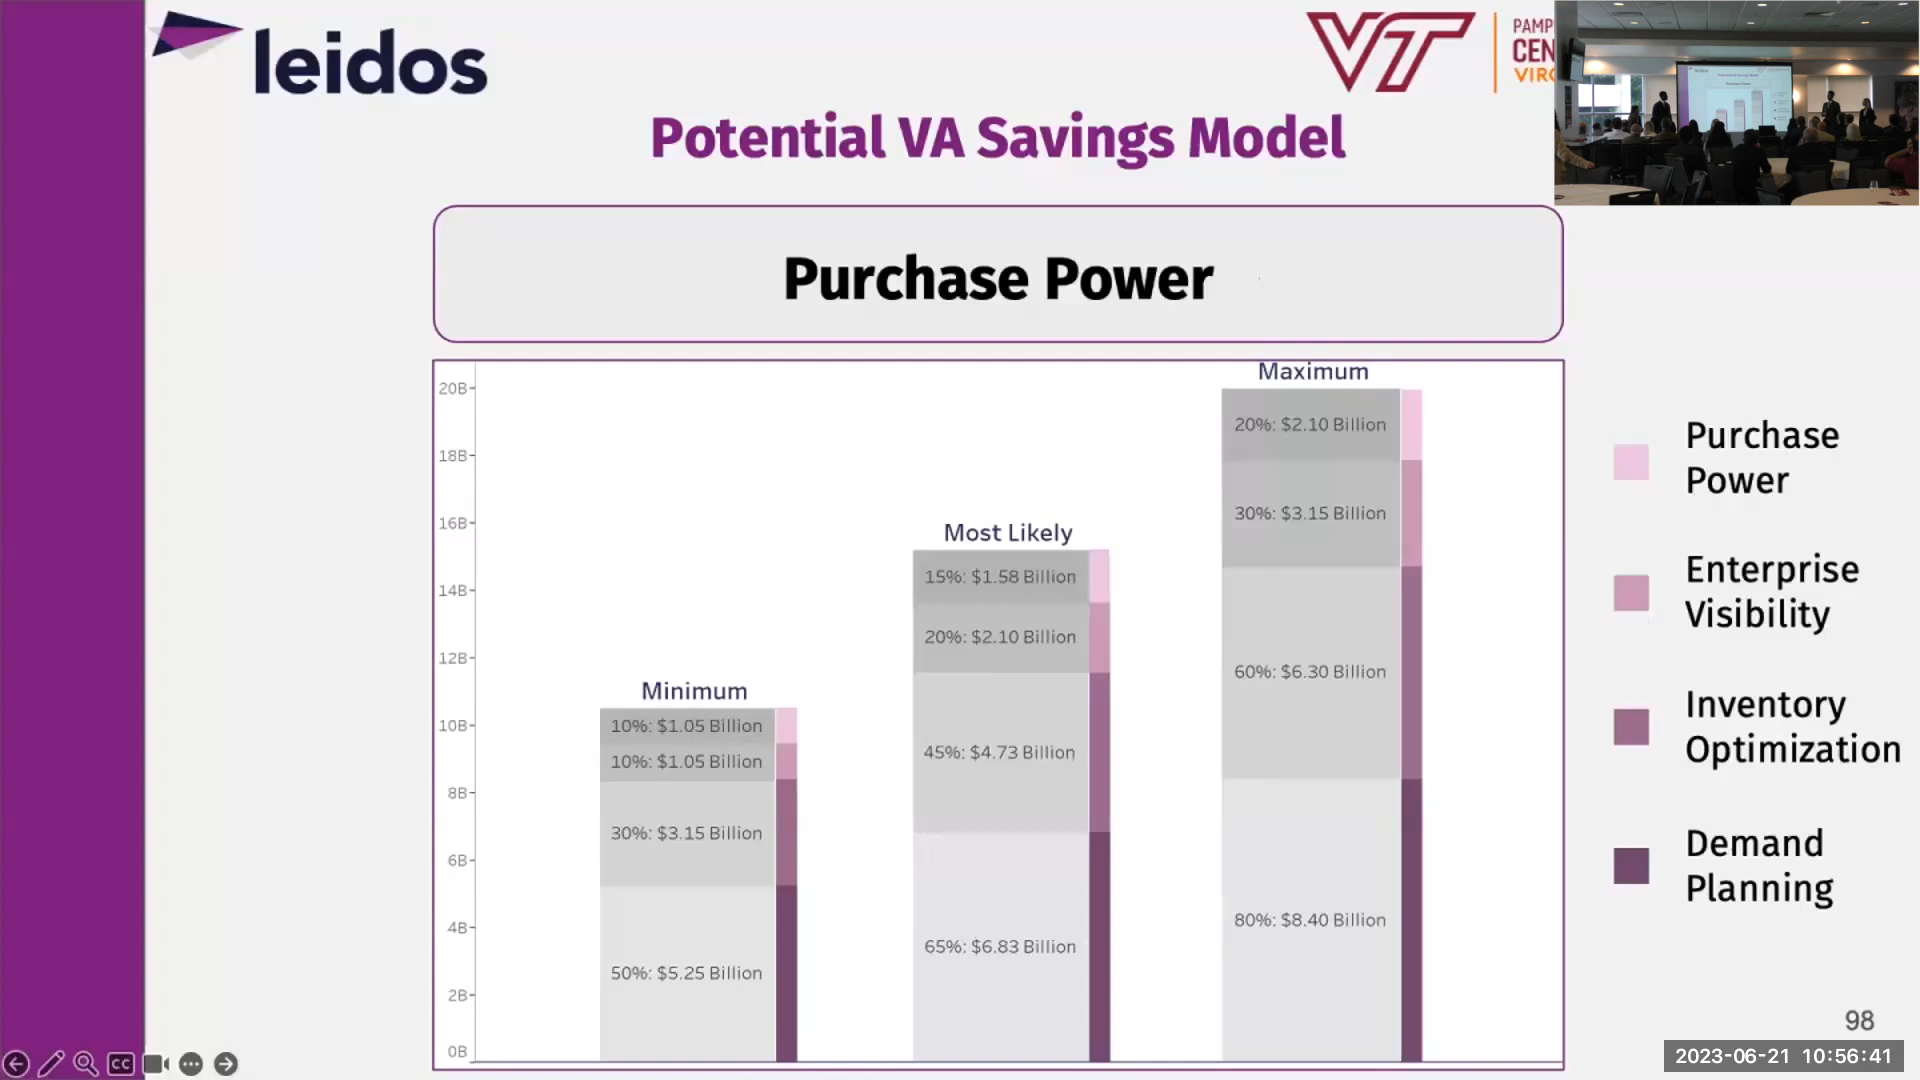 leidos
VT
PAMP
CEN
VIRG
Potential VA Savings Model
Purchase Power
Maximum
20B
20%: $2.10 Billion
18B
30%: $3.15 Billion
16B
Most Likely
15%: $1.58 Billion
14B
20%: $2.10 Billion
12B
60%: $6.30 Billion
Minimum
10%: $1.05 Billion
10B
45%: $4.73 Billion
10%: $1.05 Billion
8B
30%: $3.15 Billion
6B
80%: $8.40 Billion
4B
65%: $6.83 Billion
50%: $5.25 Billion
2B
0B
Purchase
Power
Enterprise
Visibility
Inventory
Optimization
Demand
Planning
98
CC
2023-06-21 10:56:41